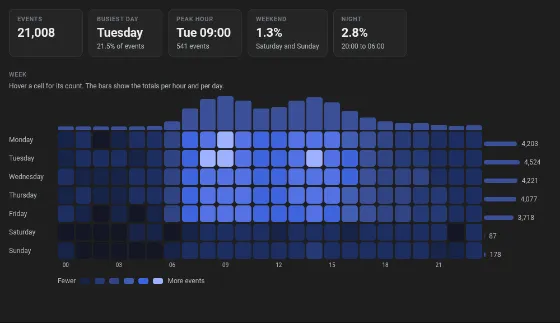 EVENTS
21,008
BUSIEST DAY
Tuesday
21.5% of events
PEAK HOUR
Tue 09:00
541 events
WEEKEND
1.3%
Saturday and Sunday
NIGHT
2.8%
20:00 to 06:00
WEEK
Hover a cell for its count. The bars show the totals per hour and per day.
Monday 4,203
Tuesday 4,524
Wednesday 4,221
Thursday 4,077
Friday 3,718
Saturday 87
Sunday 178
00 03 06 09 12 15 18 21
Fewer More events